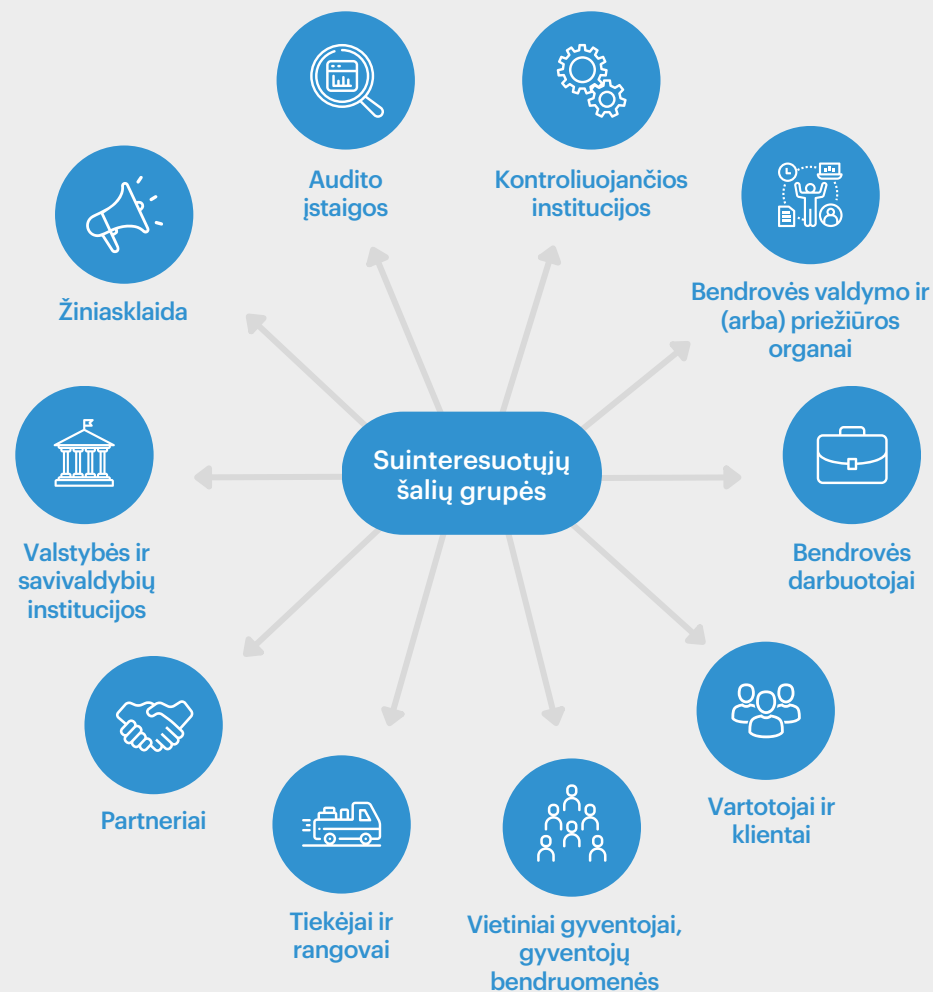 Audito
įstaigos
Kontroliuojančios
institucijos
Žiniasklaida
Bendrovės valdymo ir
(arba) priežiūros
organai
Suinteresuotųjų
šalių grupės
Valstybės ir
savivaldybių
institucijos
Bendrovės
darbuotojai
Partneriai
Vartotojai ir
klientai
Tiekėjai ir
rangovai
Vietiniai gyventojai,
gyventojų
bendruomenės